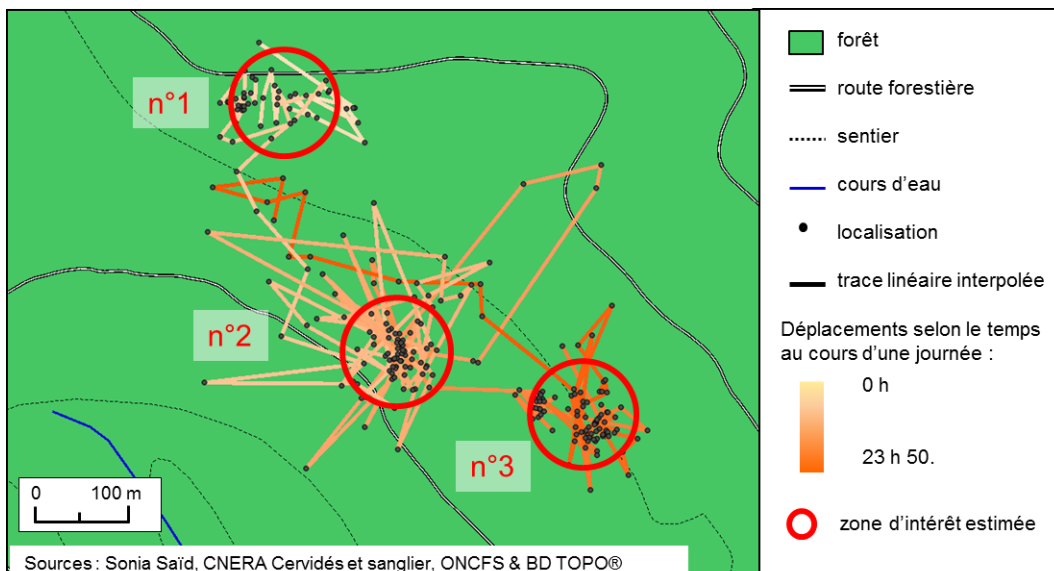 n°1
n°2
n°3
0 100 m
Sources : Sonia Saïd, CNERA Cervidés et sanglier, ONCFS & BD TOPO®
forêt
route forestière
sentier
cours d'eau
localisation
trace linéaire interpolée
Déplacements selon le temps
au cours d'une journée :
0 h
23 h 50.
zone d'intérêt estimée